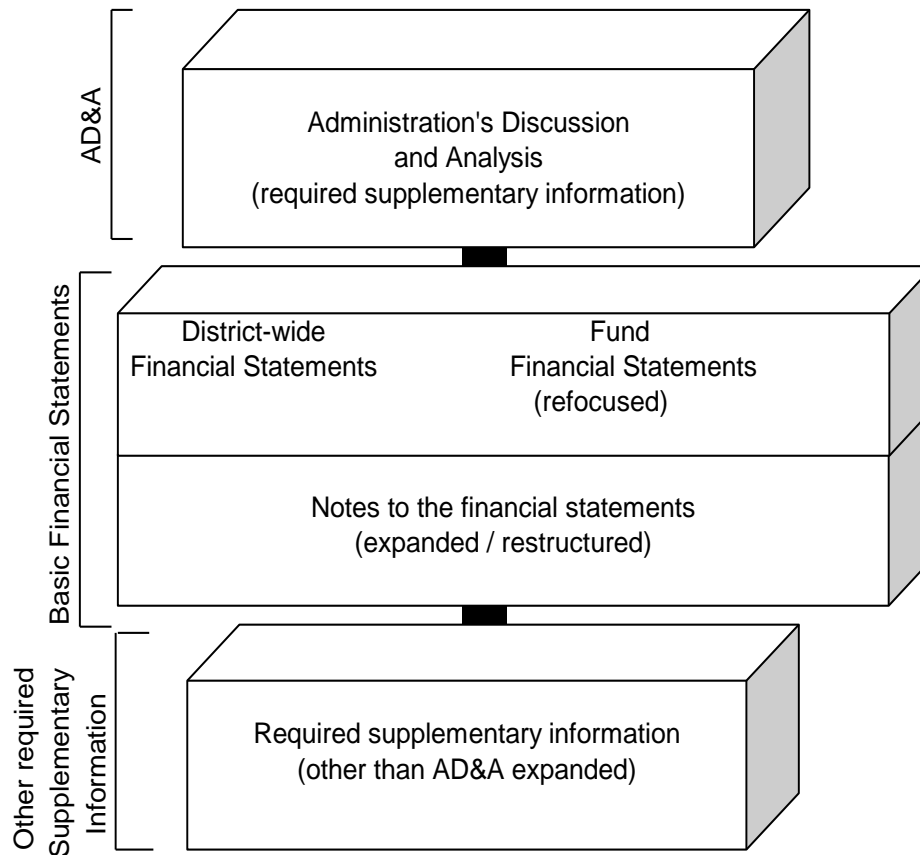 AD&A
Administration's Discussion
and Analysis
(required supplementary information)
Basic Financial Statements
District-wide
Financial Statements
Fund
Financial Statements
(refocused)
Notes to the financial statements
(expanded / restructured)
Other required
Supplementary
Information
Required supplementary information
(other than AD&A expanded)